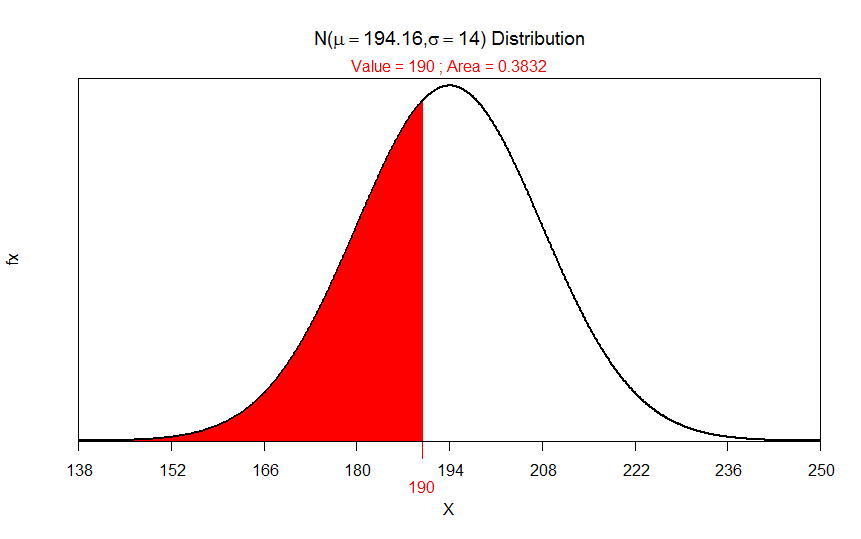 N(μ = 194.16,σ = 14) Distribution
Value = 190 ; Area = 0.3832
fx
138 152 166 180 194 208 222 236 250
190
X